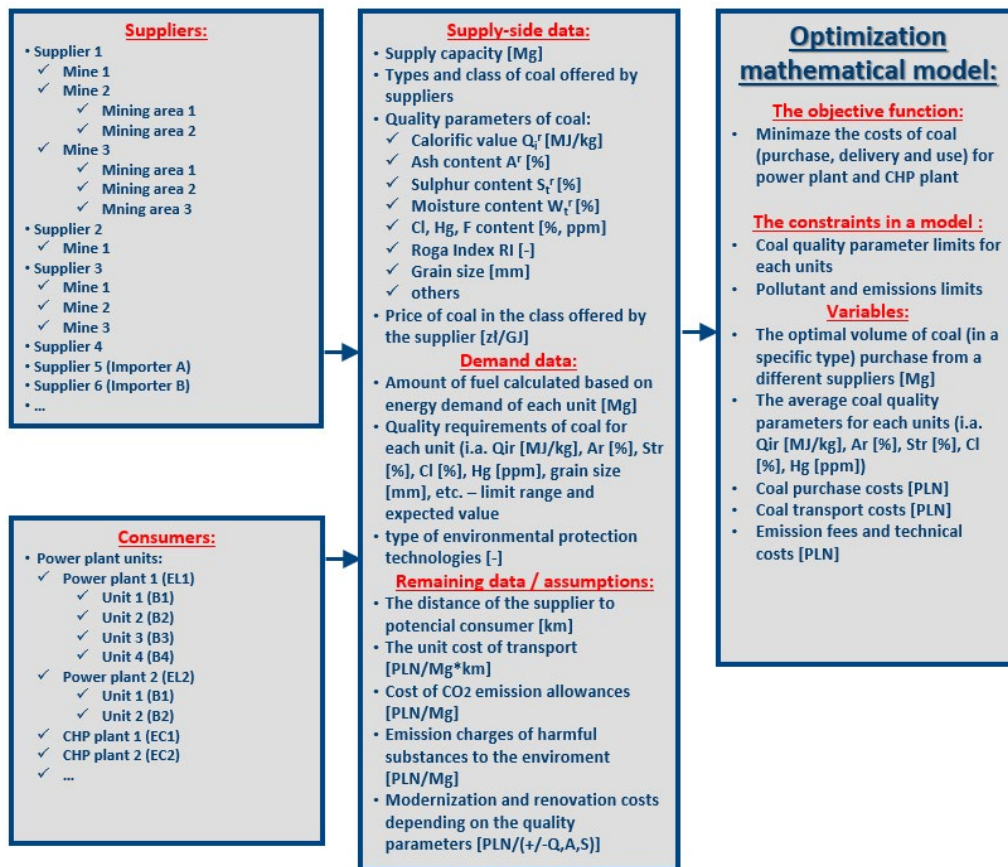 Suppliers:
• Supplier 1
✓ Mine 1
✓ Mine 2
✓ Mining area 1
✓ Mining area 2
✓ Mine 3
✓ Mining area 1
✓ Mining area 2
✓ Mning area 3
• Supplier 2
✓ Mine 1
• Supplier 3
✓ Mine 1
✓ Mine 2
✓ Mine 3
• Supplier 4
• Supplier 5 (Importer A)
• Supplier 6 (Importer B)
• ...
Consumers:
• Power plant units:
✓ Power plant 1 (EL1)
✓ Unit 1 (B1)
✓ Unit 2 (B2)
✓ Unit 3 (B3)
✓ Unit 4 (B4)
✓ Power plant 2 (EL2)
✓ Unit 1 (B1)
✓ Unit 2 (B2)
✓ CHP plant 1 (EC1)
✓ CHP plant 2 (EC2)
✓ ...
Supply-side data:
• Supply capacity [Mg]
• Types and class of coal offered by
suppliers
• Quality parameters of coal:
✓ Calorific value Qᵢʳ [MJ/kg]
✓ Ash content Aʳ [%]
✓ Sulphur content Sₜʳ [%]
✓ Moisture content Wₜʳ [%]
✓ Cl, Hg, F content [%, ppm]
✓ Roga Index RI [-]
✓ Grain size [mm]
✓ others
• Price of coal in the class offered by
the supplier [zł/GJ]
Demand data:
• Amount of fuel calculated based on
energy demand of each unit [Mg]
• Quality requirements of coal for
each unit (i.a. Qir [MJ/kg], Ar [%], Str
[%], Cl [%], Hg [ppm], grain size
[mm], etc. – limit range and
expected value
• type of environmental protection
technologies [-]
Remaining data / assumptions:
• The distance of the supplier to
potencial consumer [km]
• The unit cost of transport
[PLN/Mg*km]
• Cost of CO2 emission allowances
[PLN/Mg]
• Emission charges of harmful
substances to the enviroment
[PLN/Mg]
• Modernization and renovation costs
depending on the quality
parameters [PLN/(+/-Q,A,S)]
Optimization
mathematical model:
The objective function:
• Minimaze the costs of coal
(purchase, delivery and use) for
power plant and CHP plant
The constraints in a model :
• Coal quality parameter limits for
each units
• Pollutant and emissions limits
Variables:
• The optimal volume of coal (in a
specific type) purchase from a
different suppliers [Mg]
• The average coal quality
parameters for each units (i.a.
Qir [MJ/kg], Ar [%], Str [%], Cl
[%], Hg [ppm])
• Coal purchase costs [PLN]
• Coal transport costs [PLN]
• Emission fees and technical
costs [PLN]